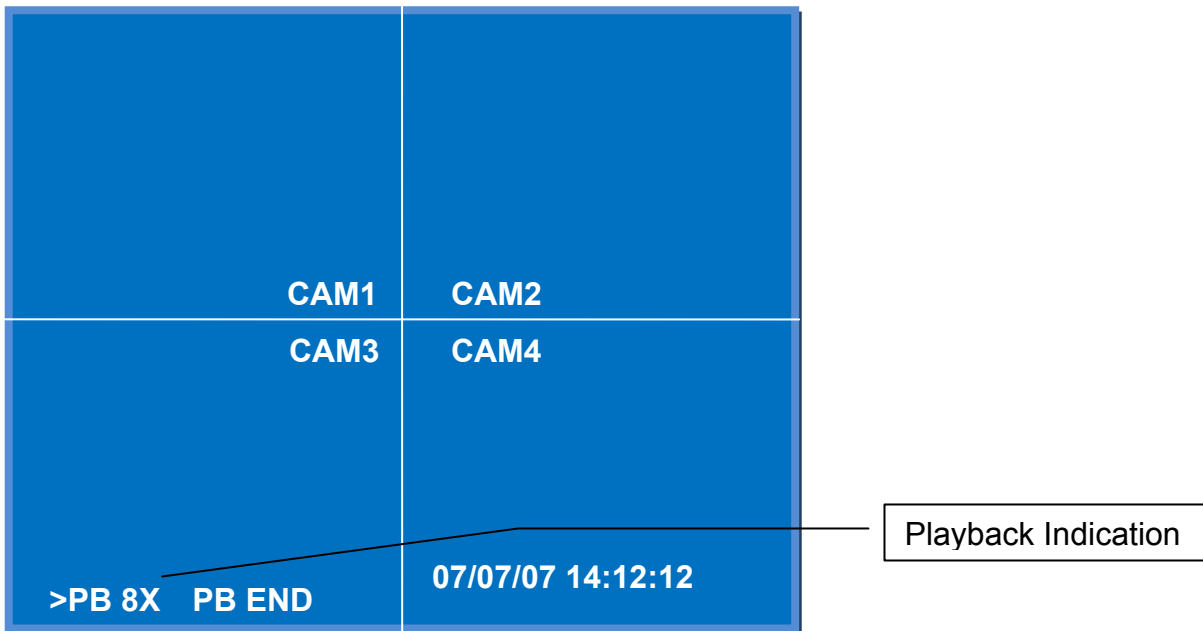 CAM1 CAM2
CAM3 CAM4
Playback Indication
07/07/07 14:12:12
>PB 8X PB END